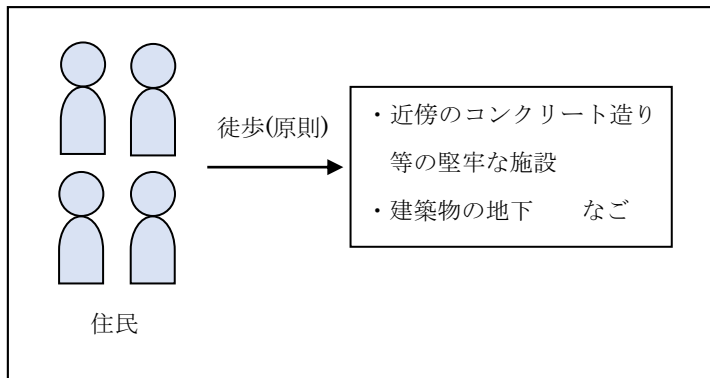 徒歩(原則)
・近傍のコンクリート造り
等の堅牢な施設
・建築物の地下　　なご
住民